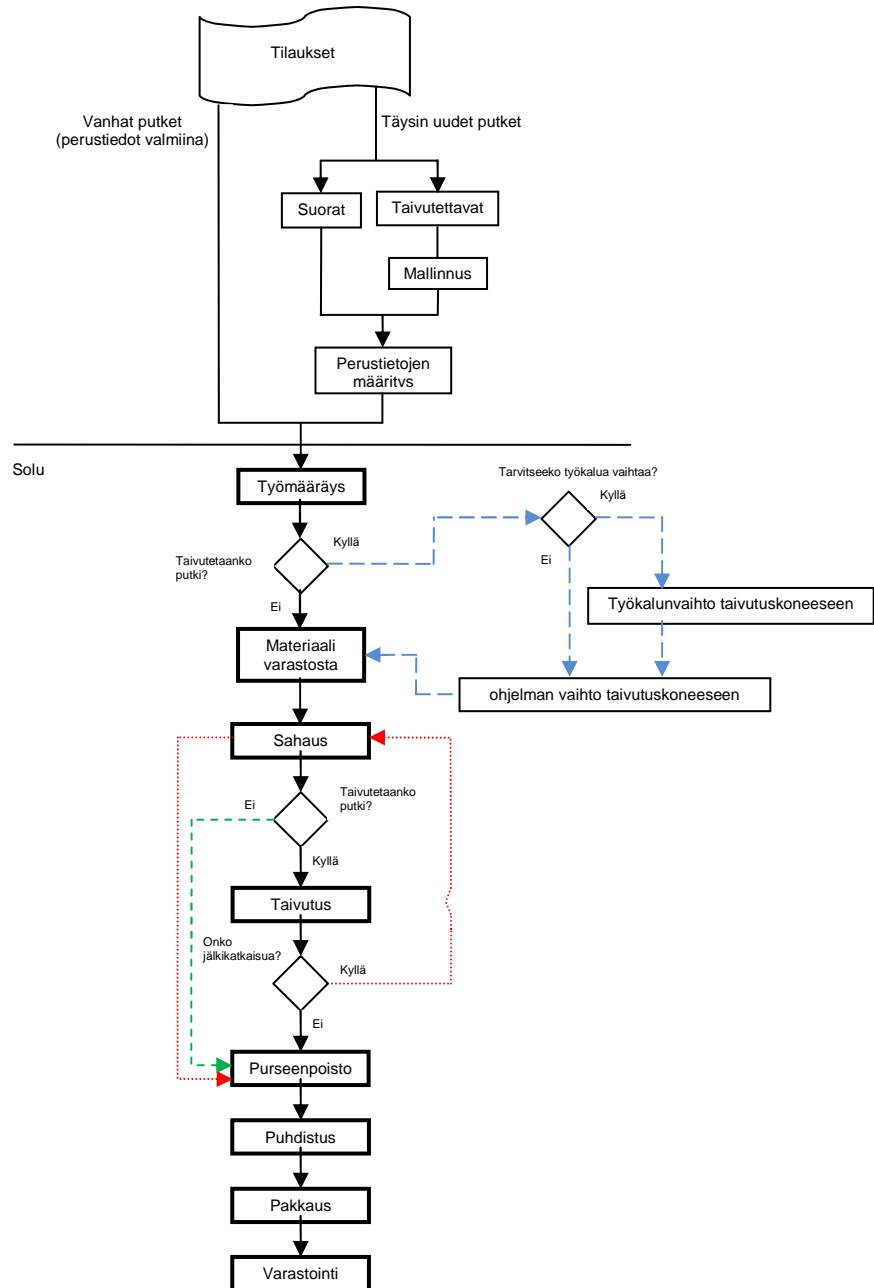 Tilaukset
Vanhat putket
(perustiedot valmiina)
Täysin uudet putket
Suorat
Taivutettavat
Mallinnus
Perustietojen
määritys
Solu
Työmääräys
Tarvitseeko työkalua vaihtaa?
Kyllä
Ei
Taivutetaanko
putki?
Kyllä
Ei
Työkalunvaihto taivutuskoneeseen
Materiaali
varastosta
ohjelman vaihto taivutuskoneeseen
Sahaus
Ei
Taivutetaanko
putki?
Kyllä
Taivutus
Onko
jälkikatkaisua?
Kyllä
Ei
Purseenpoisto
Puhdistus
Pakkaus
Varastointi